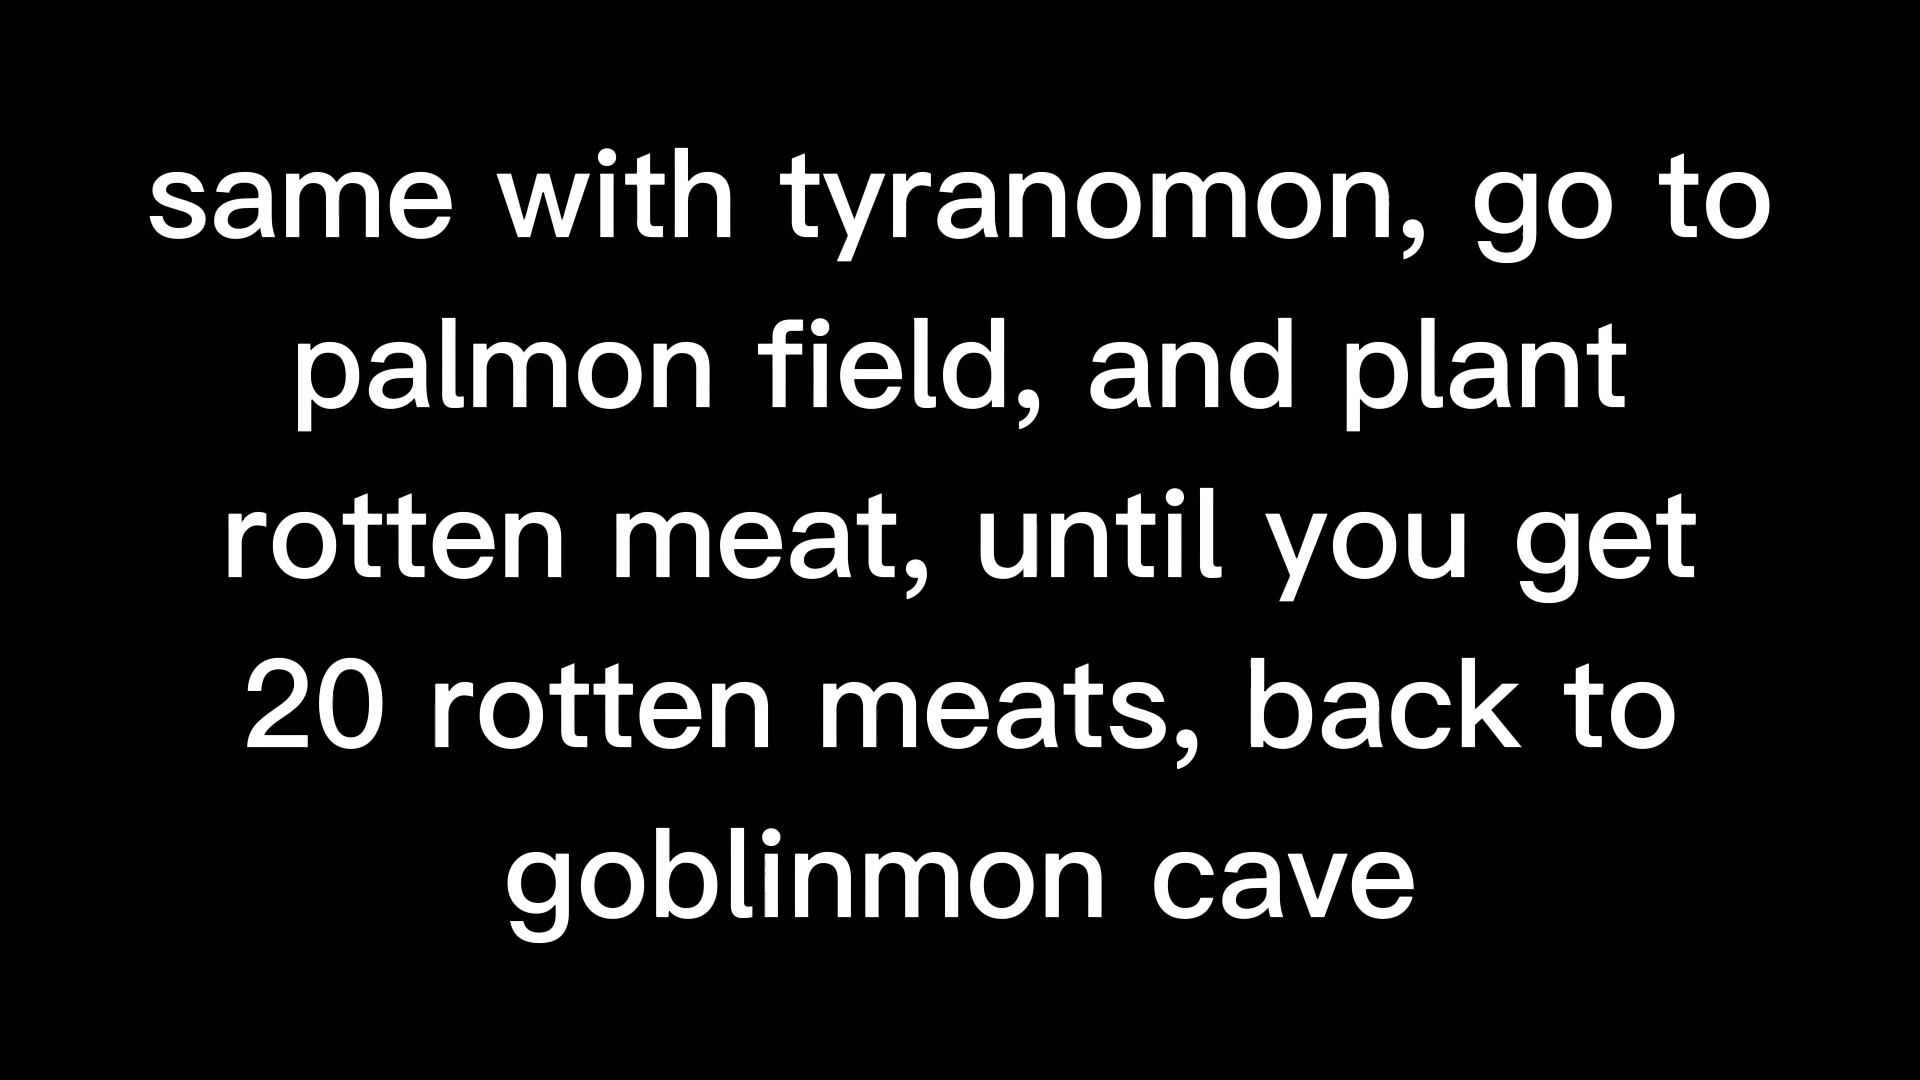 same with tyranomon, go to
palmon field, and plant
rotten meat, until you get
20 rotten meats, back to
goblinmon cave